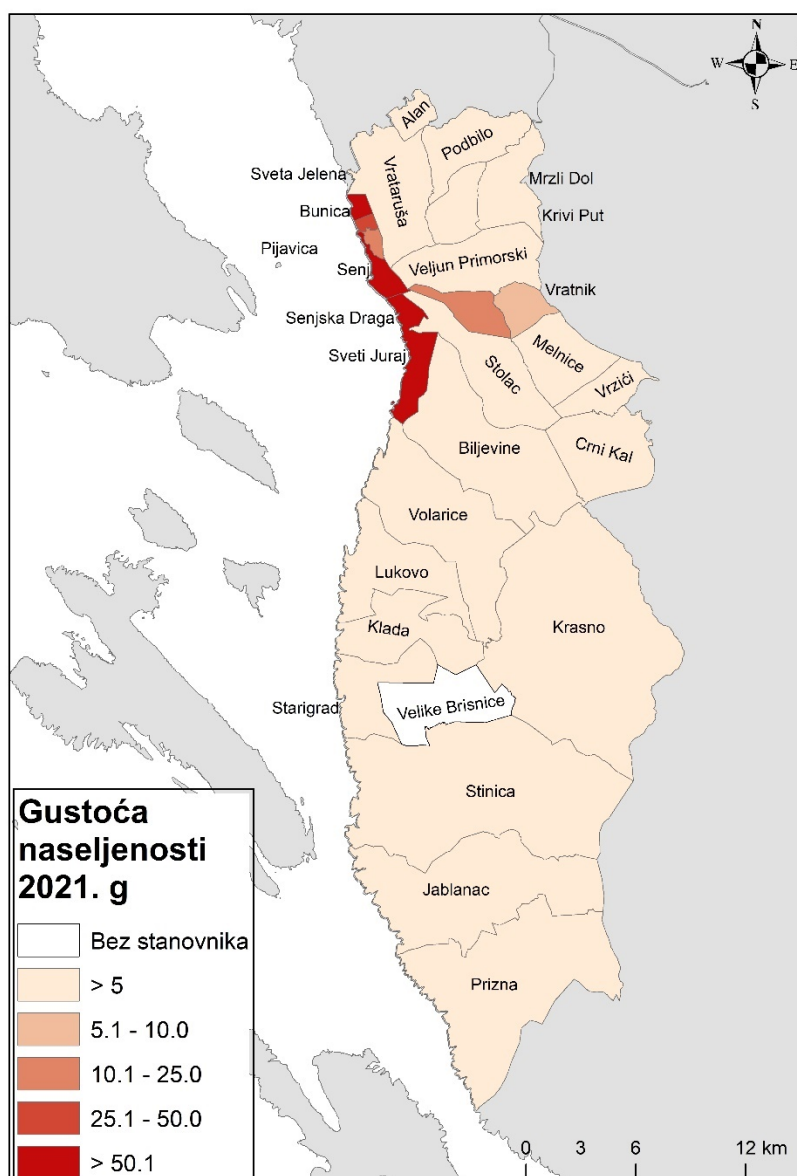 N
W E
S
Alan
Podbilo
Sveta Jelena
Vrataruša
Mrzli Dol
Bunica
Krivi Put
Pijavica
Senj
Veljun Primorski
Vratnik
Senjska Draga
Sveti Juraj
Melnice
Stolac
Vrzići
Biljevine
Crni Kal
Volarice
Lukovo
Klada
Krasno
Starigrad
Velike Brisnice
Stinica
Jablanac
Prizna
Gustoća
naseljenosti
2021. g
Bez stanovnika
> 5
5.1 - 10.0
10.1 - 25.0
25.1 - 50.0
> 50.1
0 3 6 12 km